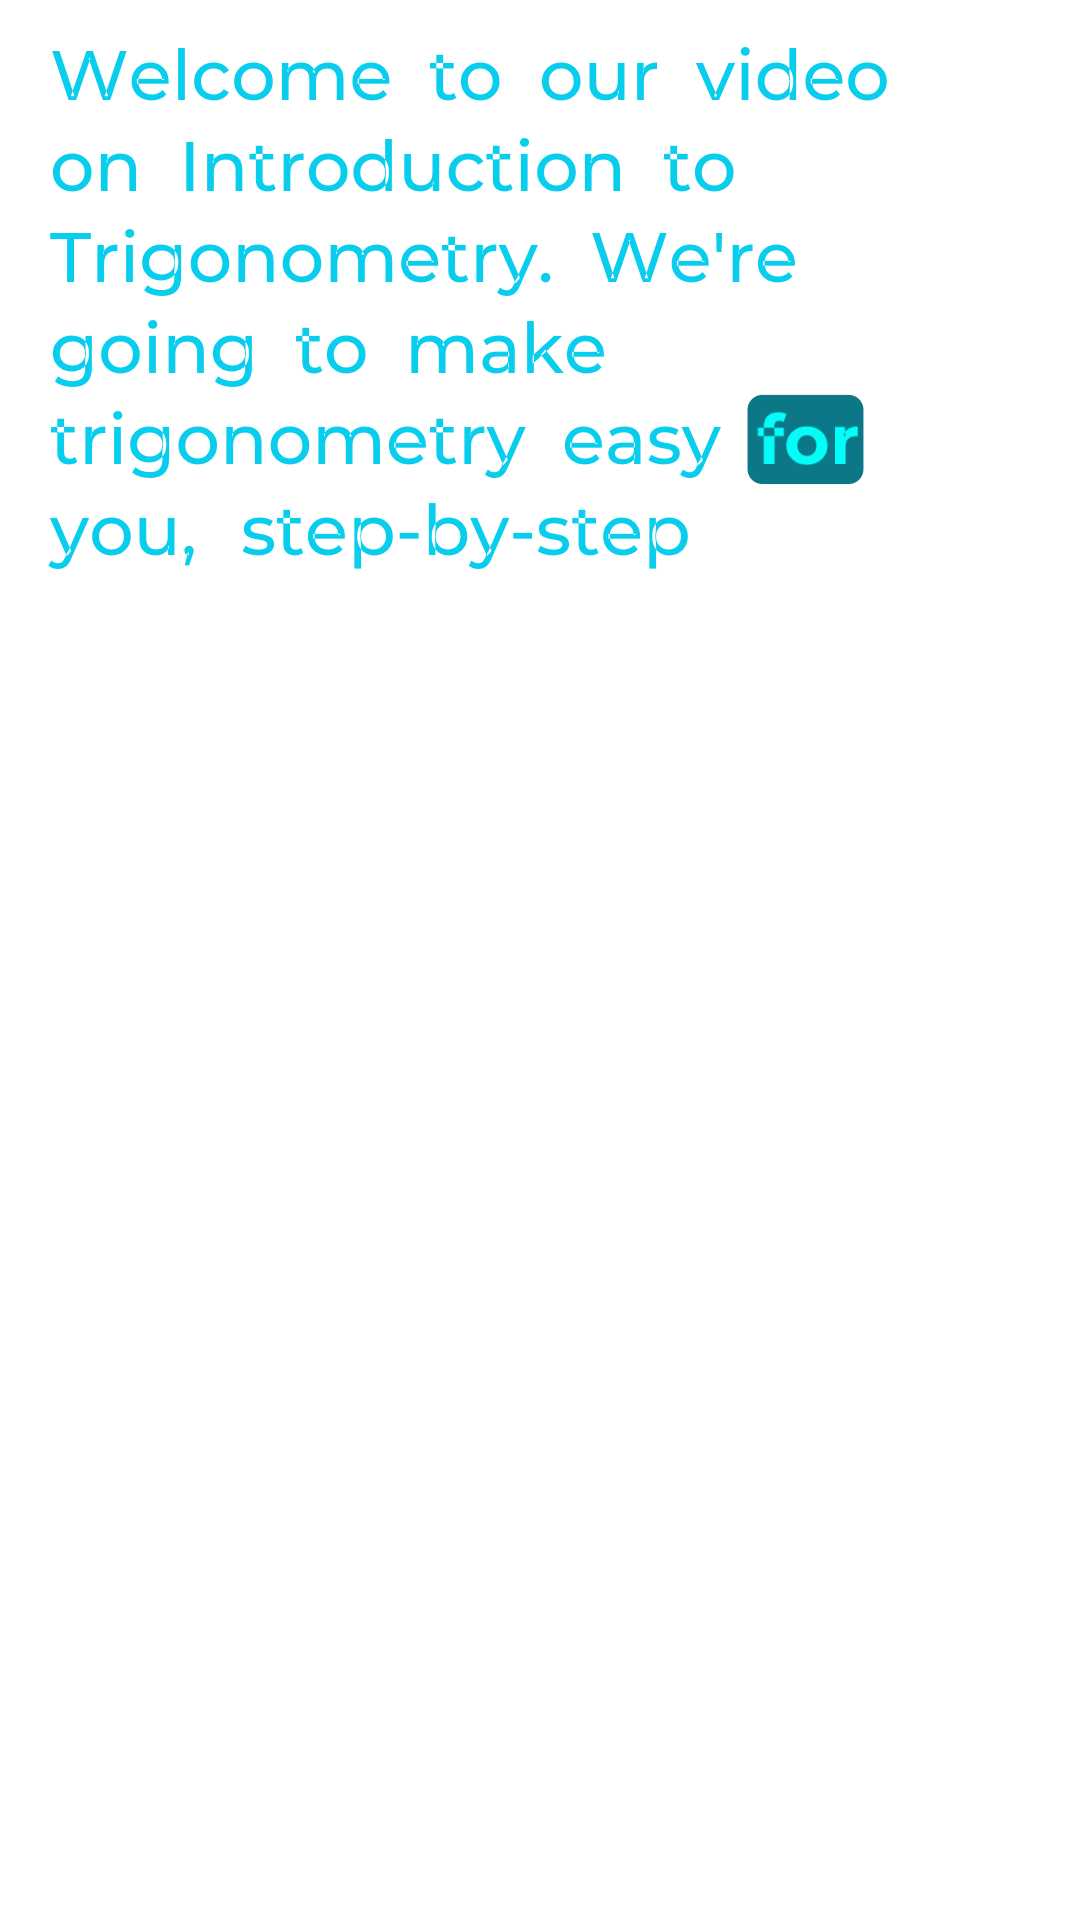 Welcome to our video
on Introduction to
Trigonometry. We're
going to make
trigonometry easy for
you, step-by-step